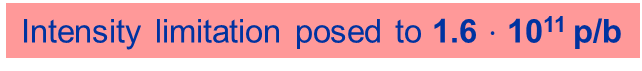 Intensity limitation posed to 1.6 · 10¹¹ p/b